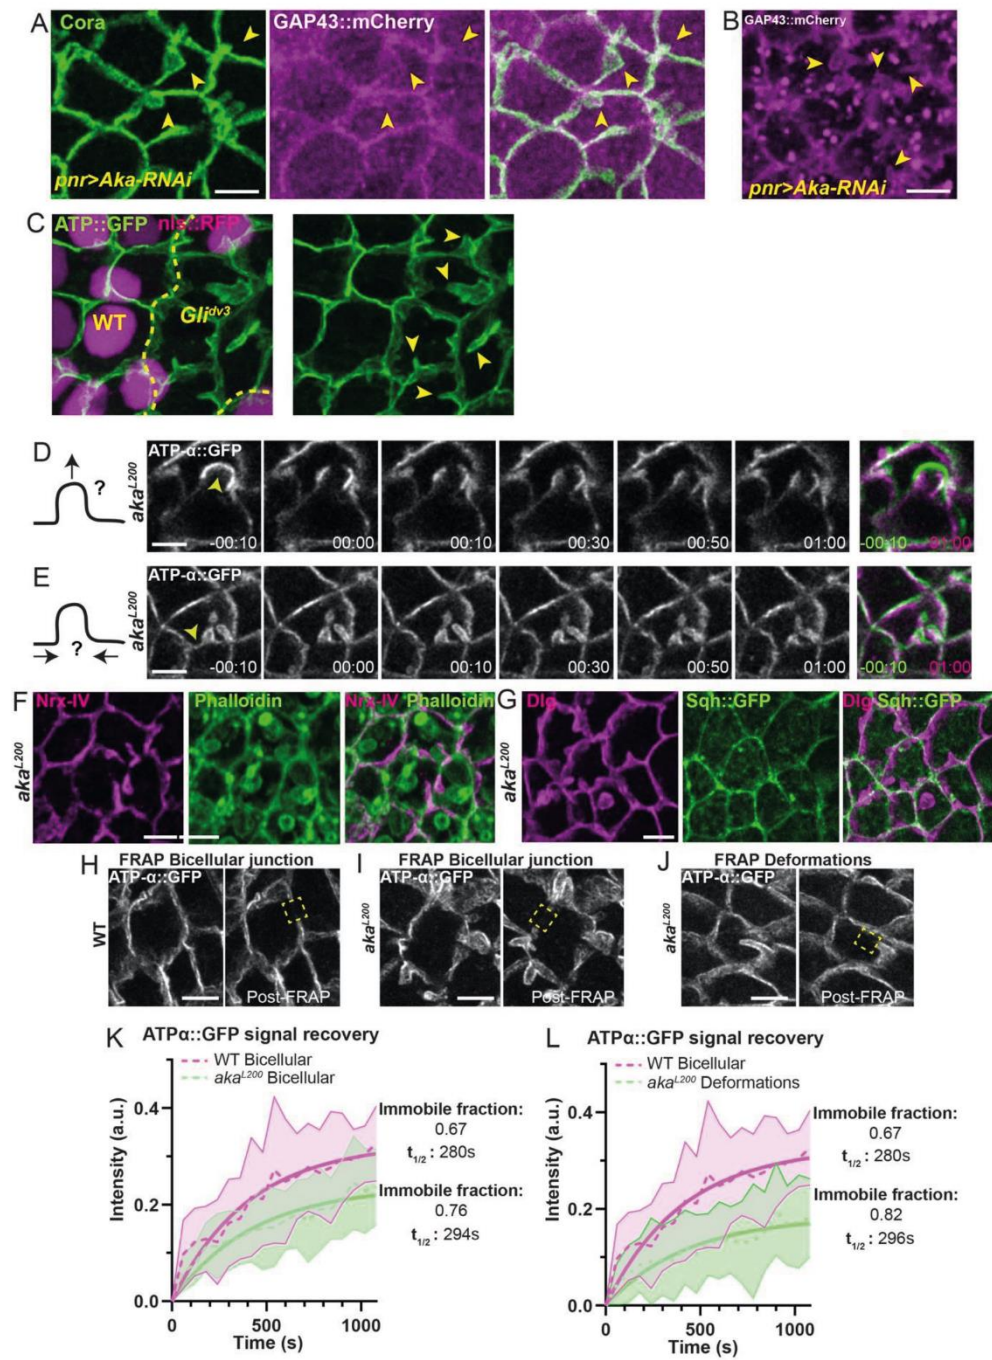 A Cora GAP43::mCherry
pnr>Aka-RNAi
B GAP43::mCherry
pnr>Aka-RNAi
C ATP::GFP nls::RFP
WT Gli^dv3
D ? aka^L200 ATP-α::GFP
-00:10 00:00 00:10 00:30 00:50 01:00 -00:10 01:00
E ? aka^L200 ATP-α::GFP
-00:10 00:00 00:10 00:30 00:50 01:00 -00:10 01:00
F aka^L200 Nrx-IV Phalloidin Nrx-IV Phalloidin
G aka^L200 Dlg Sqh::GFP Dlg Sqh::GFP
H FRAP Bicellular junction
ATP-α::GFP
WT
Post-FRAP
I FRAP Bicellular junction
ATP-α::GFP
aka^L200
Post-FRAP
J FRAP Deformations
ATP-α::GFP
aka^L200
Post-FRAP
K ATPα::GFP signal recovery
WT Bicellular
aka^L200 Bicellular
Intensity (a.u.)
0.4
0.2
0.0
0 500 1000
Time (s)
Immobile fraction:
0.67
t1/2 : 280s
Immobile fraction:
0.76
t1/2 : 294s
L ATPα::GFP signal recovery
WT Bicellular
aka^L200 Deformations
Intensity (a.u.)
0.4
0.2
0.0
0 500 1000
Time (s)
Immobile fraction:
0.67
t1/2 : 280s
Immobile fraction:
0.82
t1/2 : 296s